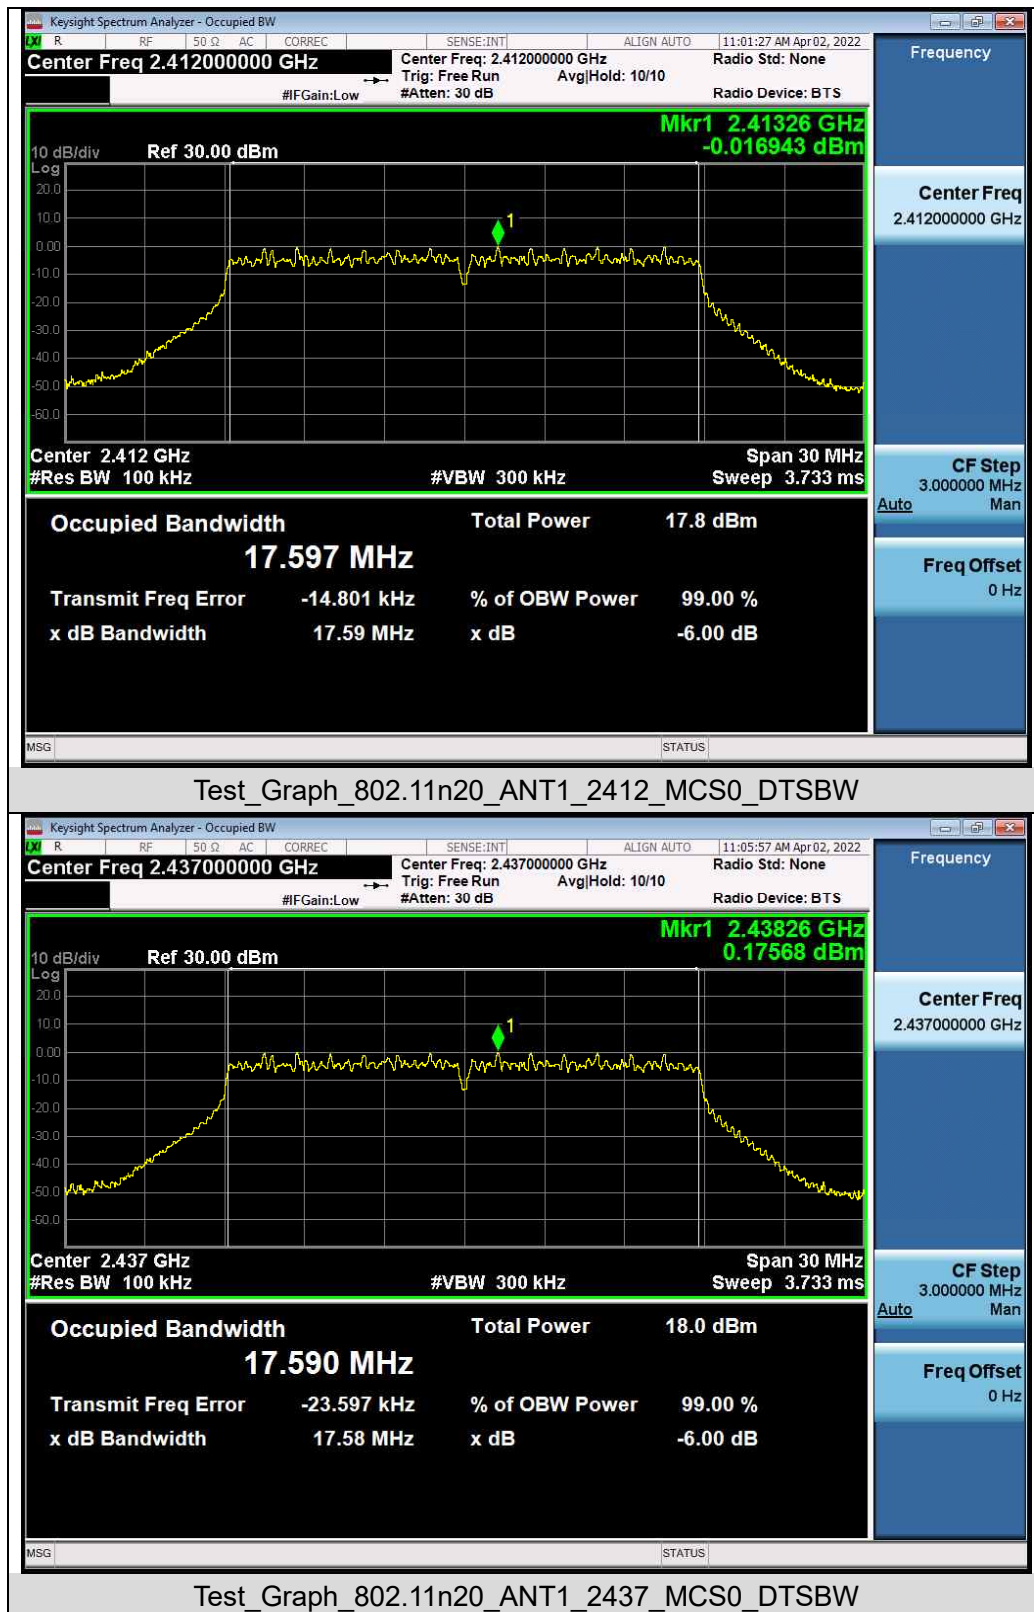 Keysight Spectrum Analyzer - Occupied BW
LXI R RF 50 Ω AC CORREC SENSE:INT ALIGN AUTO 11:01:27 AM Apr 02, 2022
Center Freq 2.412000000 GHz
Center Freq: 2.412000000 GHz
Radio Std: None
Trig: Free Run Avg|Hold: 10/10
#IFGain:Low
#Atten: 30 dB
Radio Device: BTS
Frequency
Mkr1 2.41326 GHz
-0.016943 dBm
10 dB/div Ref 30.00 dBm
Log
20.0
10.0
0.00
-10.0
-20.0
-30.0
-40.0
-50.0
-60.0
1
Center Freq
2.412000000 GHz
Center 2.412 GHz Span 30 MHz
#Res BW 100 kHz #VBW 300 kHz Sweep 3.733 ms
CF Step
3.000000 MHz
Auto Man
Freq Offset
0 Hz
Occupied Bandwidth Total Power 17.8 dBm
17.597 MHz
Transmit Freq Error -14.801 kHz % of OBW Power 99.00 %
x dB Bandwidth 17.59 MHz x dB -6.00 dB
MSG STATUS
Test_Graph_802.11n20_ANT1_2412_MCS0_DTSBW
Keysight Spectrum Analyzer - Occupied BW
LXI R RF 50 Ω AC CORREC SENSE:INT ALIGN AUTO 11:05:57 AM Apr 02, 2022
Center Freq 2.437000000 GHz
Center Freq: 2.437000000 GHz
Radio Std: None
Trig: Free Run Avg|Hold: 10/10
#IFGain:Low
#Atten: 30 dB
Radio Device: BTS
Frequency
Mkr1 2.43826 GHz
0.17568 dBm
10 dB/div Ref 30.00 dBm
Log
20.0
10.0
0.00
-10.0
-20.0
-30.0
-40.0
-50.0
-60.0
1
Center Freq
2.437000000 GHz
Center 2.437 GHz Span 30 MHz
#Res BW 100 kHz #VBW 300 kHz Sweep 3.733 ms
CF Step
3.000000 MHz
Auto Man
Freq Offset
0 Hz
Occupied Bandwidth Total Power 18.0 dBm
17.590 MHz
Transmit Freq Error -23.597 kHz % of OBW Power 99.00 %
x dB Bandwidth 17.58 MHz x dB -6.00 dB
MSG STATUS
Test_Graph_802.11n20_ANT1_2437_MCS0_DTSBW